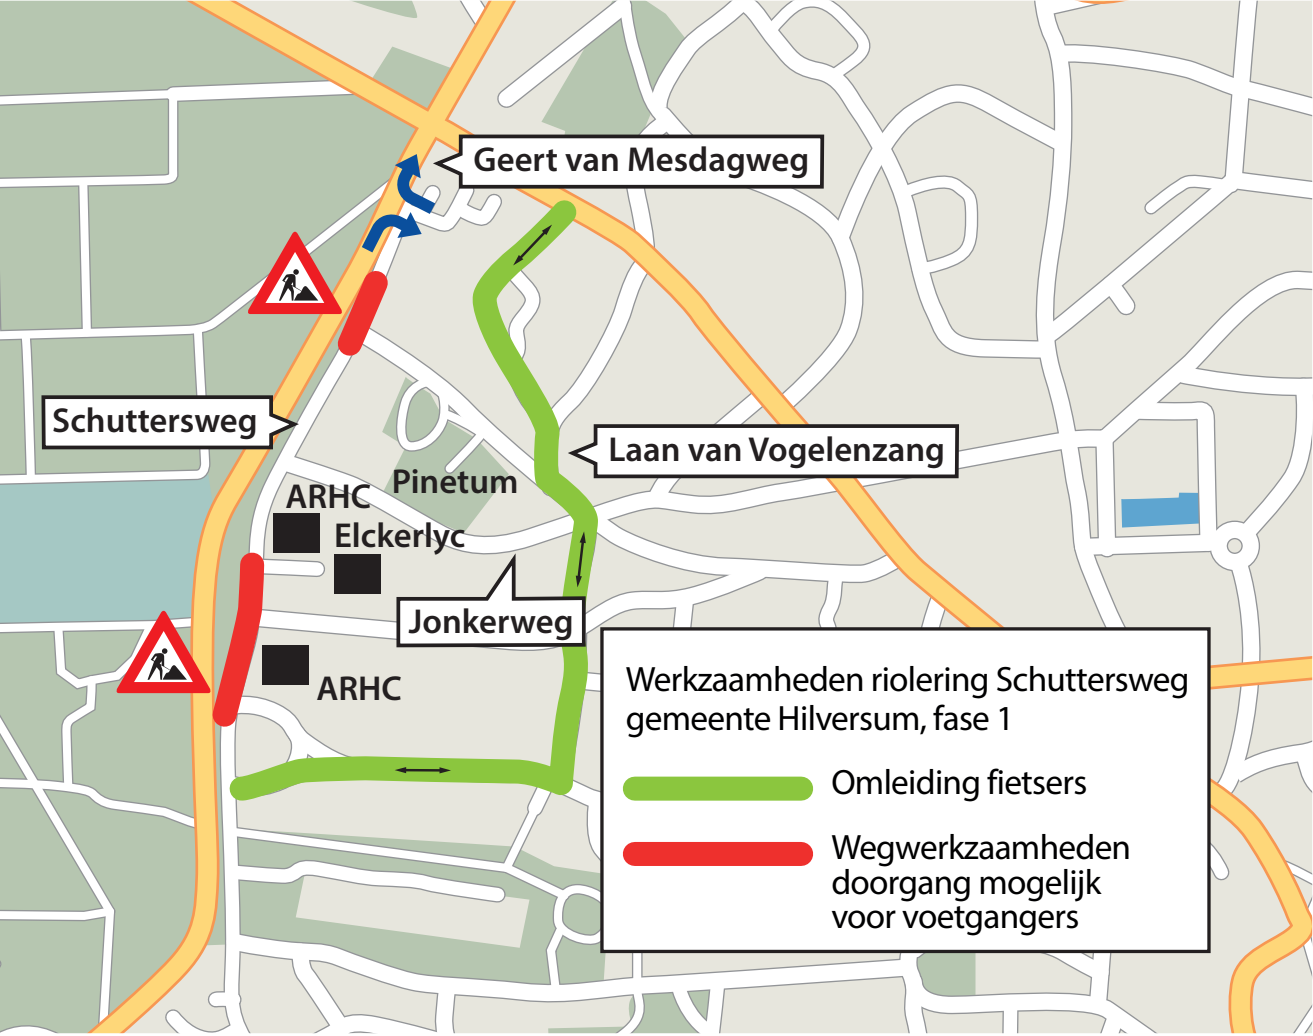 Geert van Mesdagweg
Schuttersweg
Laan van Vogelenzang
Pinetum
ARHC
Elckerlyc
Jonkerweg
ARHC
Werkzaamheden riolering Schuttersweg
gemeente Hilversum, fase 1
Omleiding fietsers
Wegwerkzaamheden
doorgang mogelijk
voor voetgangers